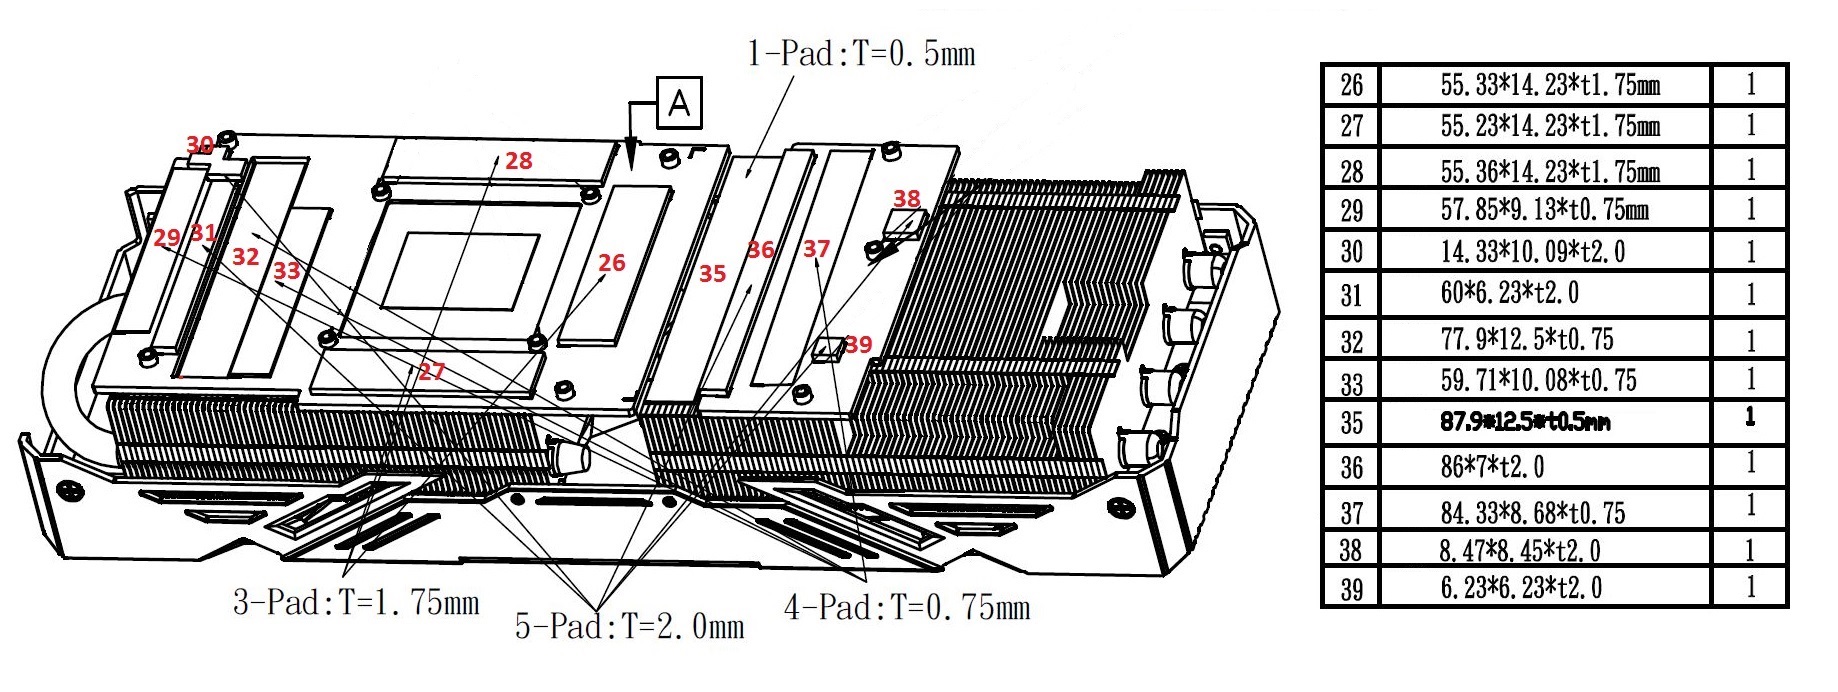 1-Pad:T=0.5mm
A
30
28
38
29
31
32
33
26
35
36
37
39
27
3-Pad:T=1.75mm
5-Pad:T=2.0mm
4-Pad:T=0.75mm
26 55.33*14.23*t1.75mm 1
27 55.23*14.23*t1.75mm 1
28 55.36*14.23*t1.75mm 1
29 57.85*9.13*t0.75mm 1
30 14.33*10.09*t2.0 1
31 60*6.23*t2.0 1
32 77.9*12.5*t0.75 1
33 59.71*10.08*t0.75 1
35 87.9*12.5*t0.5mm 1
36 86*7*t2.0 1
37 84.33*8.68*t0.75 1
38 8.47*8.45*t2.0 1
39 6.23*6.23*t2.0 1